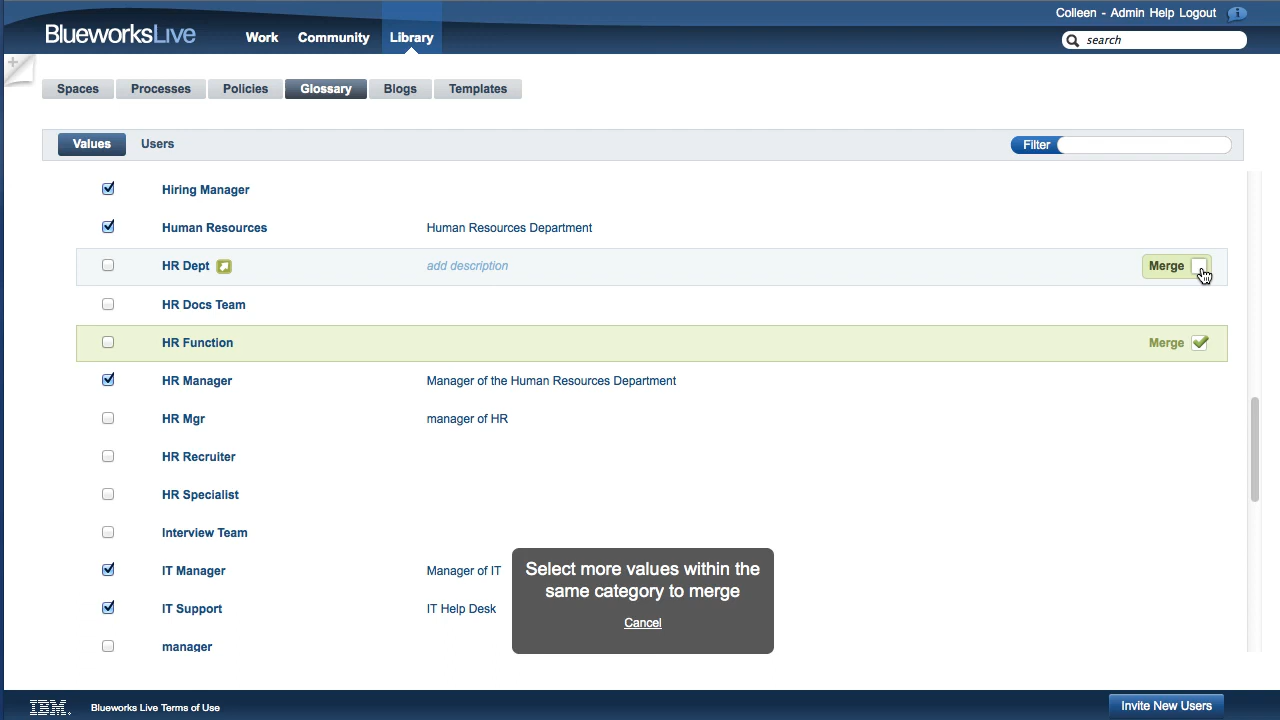 Colleen - Admin Help Logout
BlueworksLive
Work Community Library
search
Spaces Processes Policies Glossary Blogs Templates
Values Users Filter
Hiring Manager
Human Resources Human Resources Department
HR Dept add description Merge
HR Docs Team
HR Function Merge
HR Manager Manager of the Human Resources Department
HR Mgr manager of HR
HR Recruiter
HR Specialist
Interview Team
IT Manager Manager of IT
IT Support IT Help Desk
manager
Select more values within the
same category to merge
Cancel
IBM. Blueworks Live Terms of Use Invite New Users